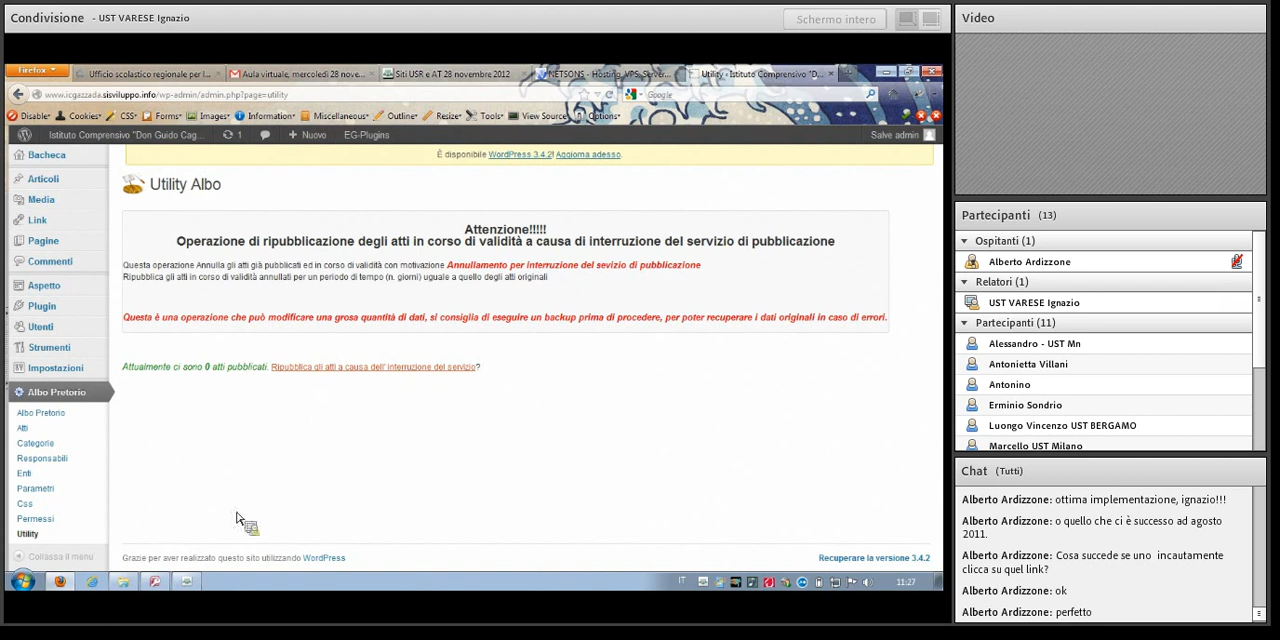 Condivisione - UST VARESE Ignazio
Schermo intero
Firefox
Ufficio scolastico regionale per l...
Aula virtuale, mercoledì 28 nove...
Siti USR e AT 28 novembre 2012
NETSONS - Hosting, VPS, Server...
Utility ‹ Istituto Comprensivo "D...
www.icgazzada.sisviluppo.info/wp-admin/admin.php?page=utility
Google
Disable Cookies CSS Forms Images Information Miscellaneous Outline Resize Tools View Source Options
Istituto Comprensivo "Don Guido Cag... 1 Nuovo EG-Plugins Salve admin
È disponibile WordPress 3.4.2! Aggiorna adesso.
Bacheca
Articoli
Media
Link
Pagine
Commenti
Aspetto
Plugin
Utenti
Strumenti
Impostazioni
Albo Pretorio
Albo Pretorio
Atti
Categorie
Responsabili
Enti
Parametri
Css
Permessi
Utility
Collassa il menu
Utility Albo
Attenzione!!!!!
Operazione di ripubblicazione degli atti in corso di validità a causa di interruzione del servizio di pubblicazione
Questa operazione Annulla gli atti già pubblicati ed in corso di validità con motivazione Annullamento per interruzione del sevizio di pubblicazione
Ripubblica gli atti in corso di validità annullati per un periodo di tempo (n. giorni) uguale a quello degli atti originali
Questa è una operazione che può modificare una grosa quantità di dati, si consiglia di eseguire un backup prima di procedere, per poter recuperare i dati originali in caso di errori.
Attualmente ci sono 0 atti pubblicati. Ripubblica gli atti a causa dell' interruzione del servizio?
Grazie per aver realizzato questo sito utilizzando WordPress
Recuperare la versione 3.4.2
IT
11:27
Video
Partecipanti (13)
Ospitanti (1)
Alberto Ardizzone
Relatori (1)
UST VARESE Ignazio
Partecipanti (11)
Alessandro - UST Mn
Antonietta Villani
Antonino
Erminio Sondrio
Luongo Vincenzo UST BERGAMO
Marcello UST Milano
Chat (Tutti)
Alberto Ardizzone: ottima implementazione, ignazio!!!
Alberto Ardizzone: o quello che ci è successo ad agosto
2011.
Alberto Ardizzone: Cosa succede se uno incautamente
clicca su quel link?
Alberto Ardizzone: ok
Alberto Ardizzone: perfetto